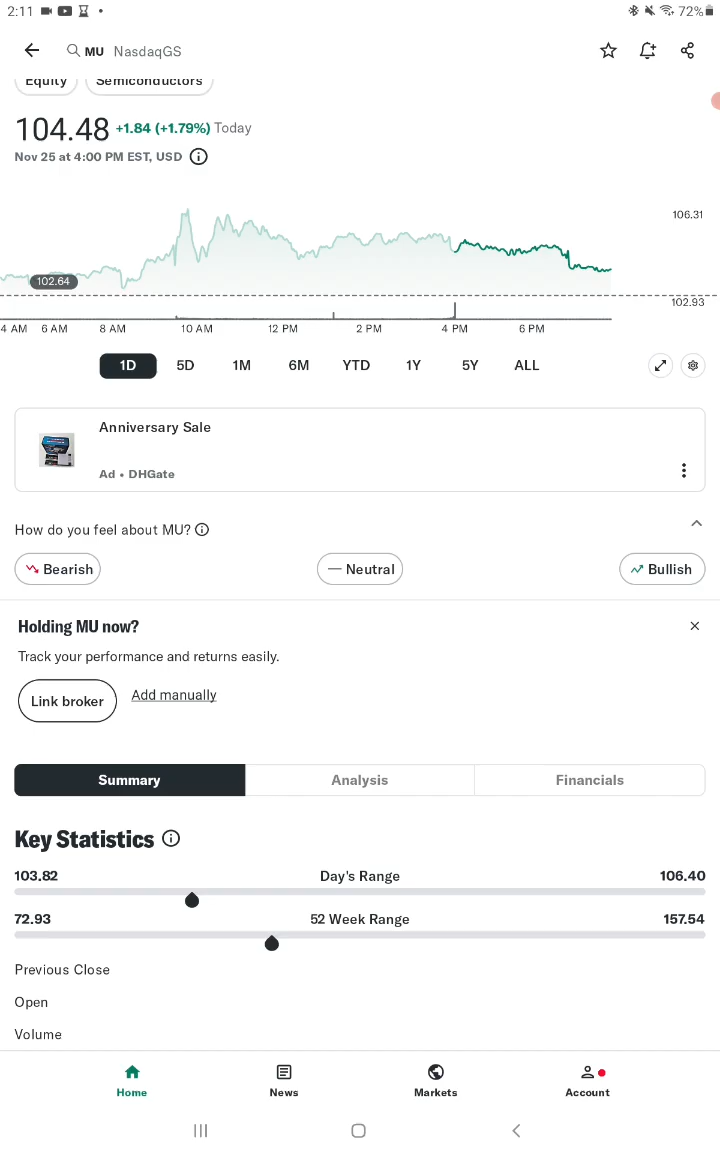 2:11 72%
MU NasdaqGS
Equity Semiconductors
104.48 +1.84 (+1.79%) Today
Nov 25 at 4:00 PM EST, USD
106.31
102.64
102.93
4 AM 6 AM 8 AM 10 AM 12 PM 2 PM 4 PM 6 PM
1D 5D 1M 6M YTD 1Y 5Y ALL
Anniversary Sale
Ad • DHGate
How do you feel about MU?
Bearish Neutral Bullish
Holding MU now?
Track your performance and returns easily.
Link broker Add manually
Summary Analysis Financials
Key Statistics
103.82 Day's Range 106.40
72.93 52 Week Range 157.54
Previous Close
Open
Volume
Home News Markets Account